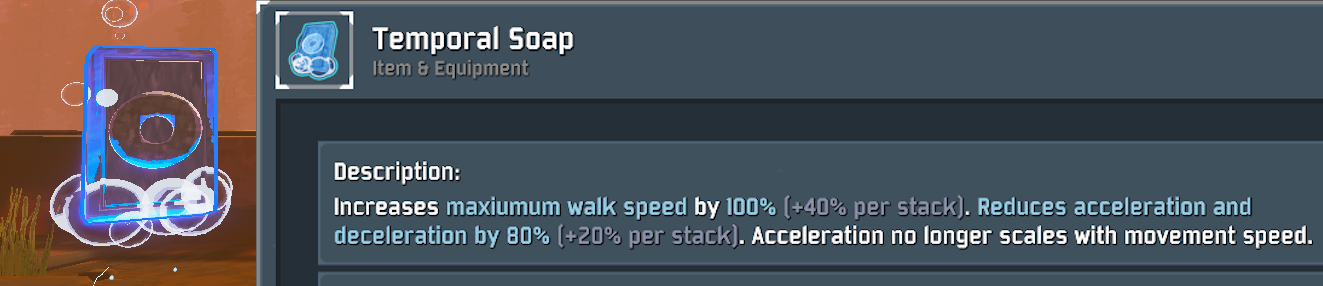 Temporal Soap
Item & Equipment
Description:
Increases maxiumum walk speed by 100% (+40% per stack). Reduces acceleration and
deceleration by 80% (+20% per stack). Acceleration no longer scales with movement speed.